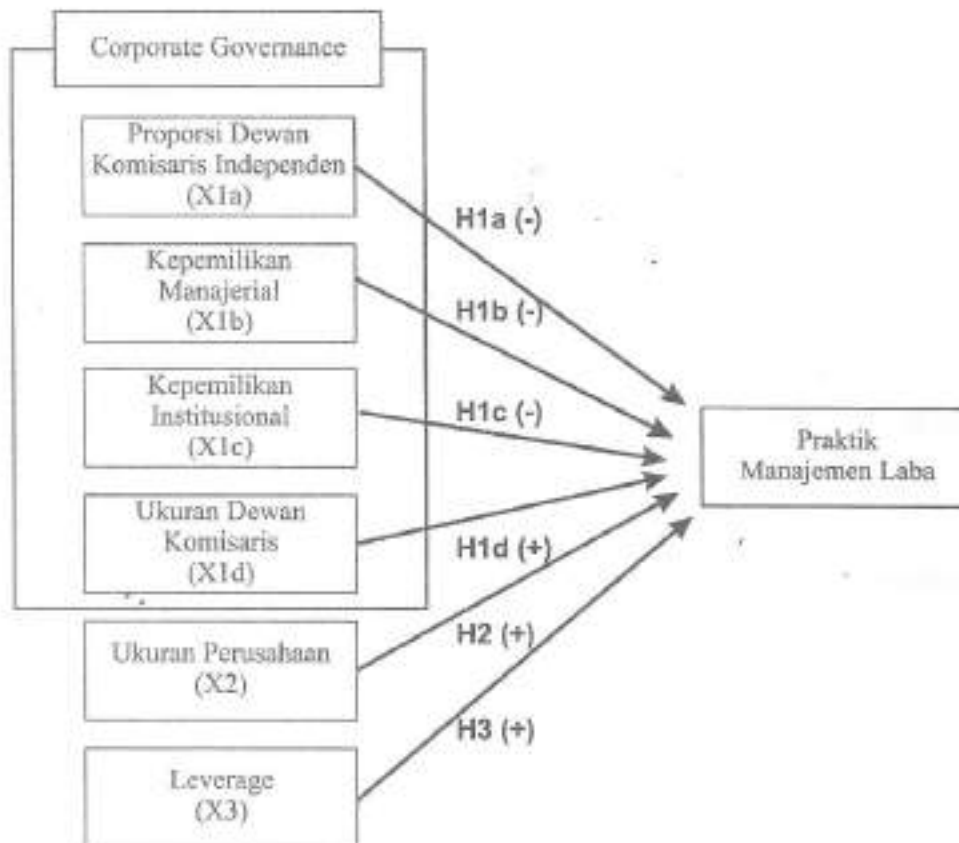 Corporate Governance
Proporsi Dewan
Komisaris Independen
(X1a)
Kepemilikan
Manajerial
(X1b)
Kepemilikan
Institusional
(X1c)
Ukuran Dewan
Komisaris
(X1d)
Ukuran Perusahaan
(X2)
Leverage
(X3)
H1a (-)
H1b (-)
H1c (-)
H1d (+)
H2 (+)
H3 (+)
Praktik
Manajemen Laba